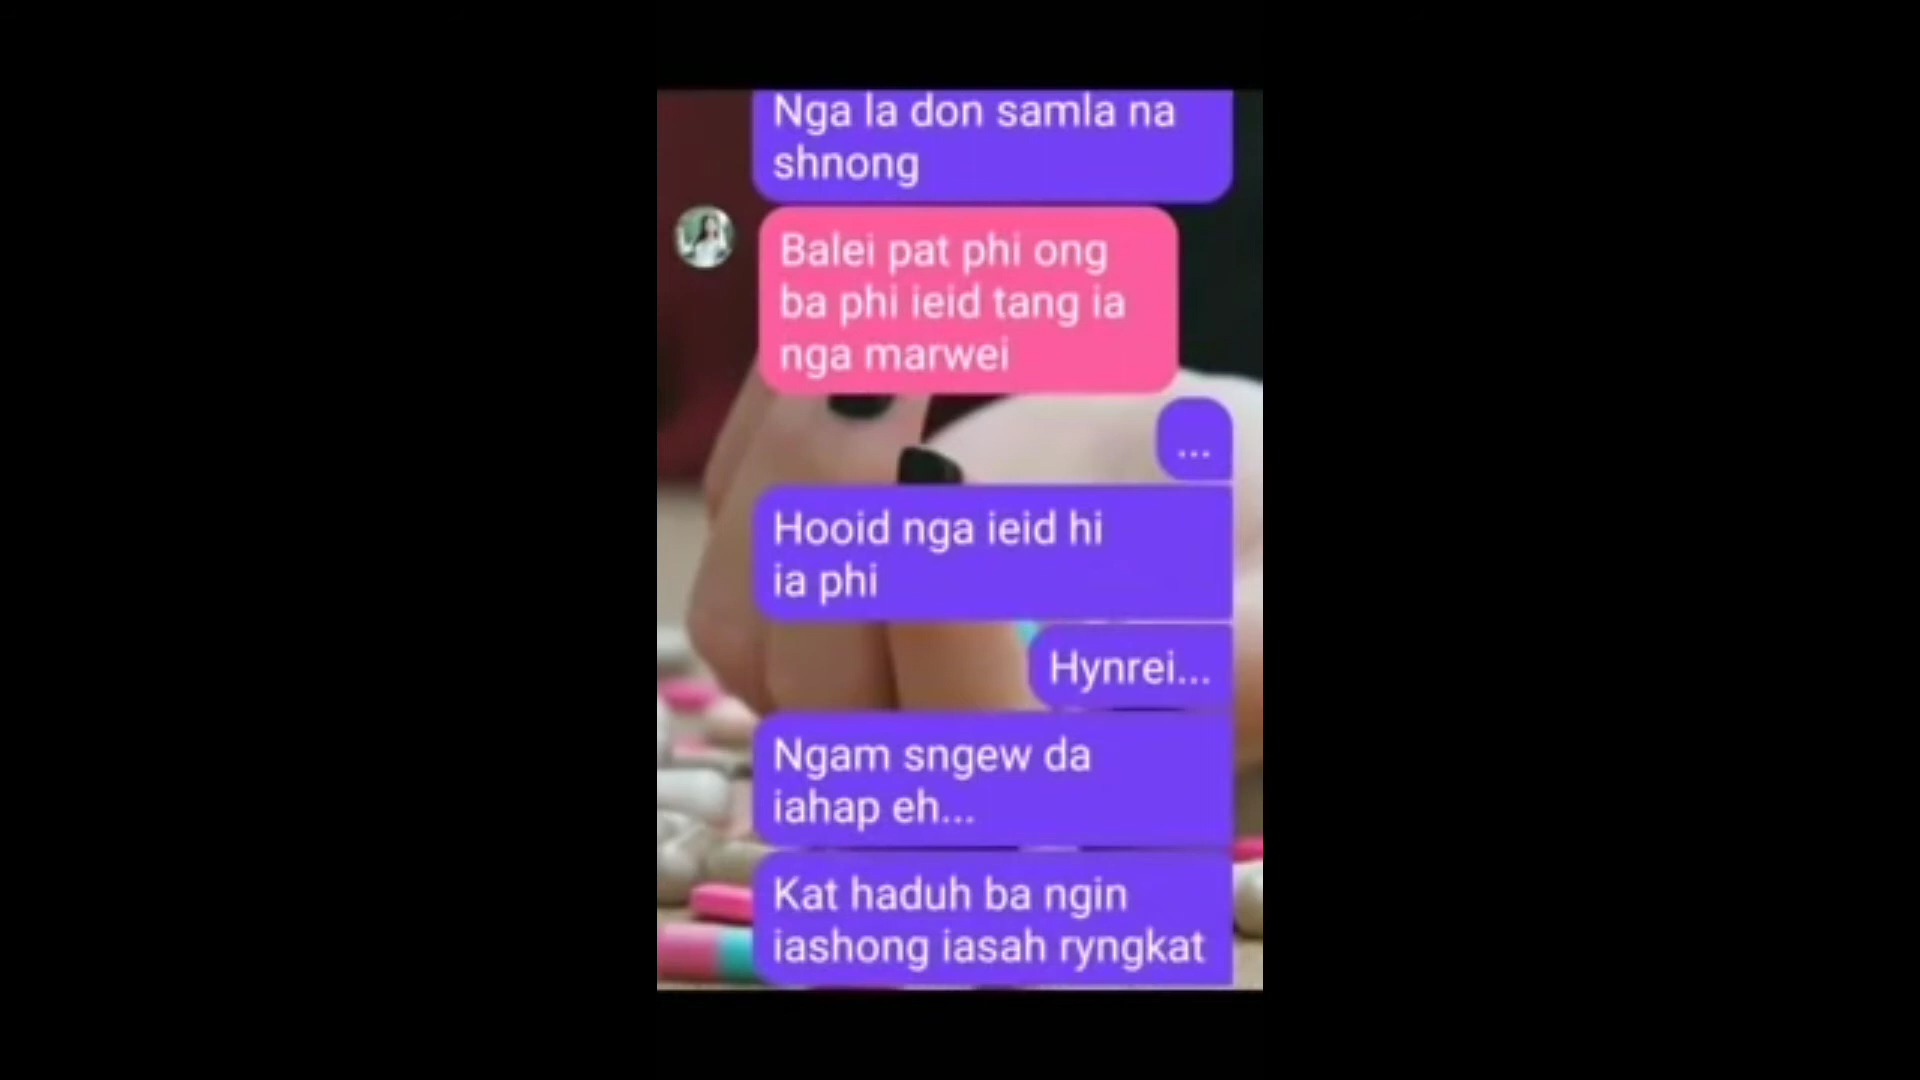 Nga la don samla na
shnong
Balei pat phi ong
ba phi ieid tang ia
nga marwei
...
Hooid nga ieid hi
ia phi
Hynrei...
Ngam sngew da
iahap eh...
Kat haduh ba ngin
iashong iasah ryngkat